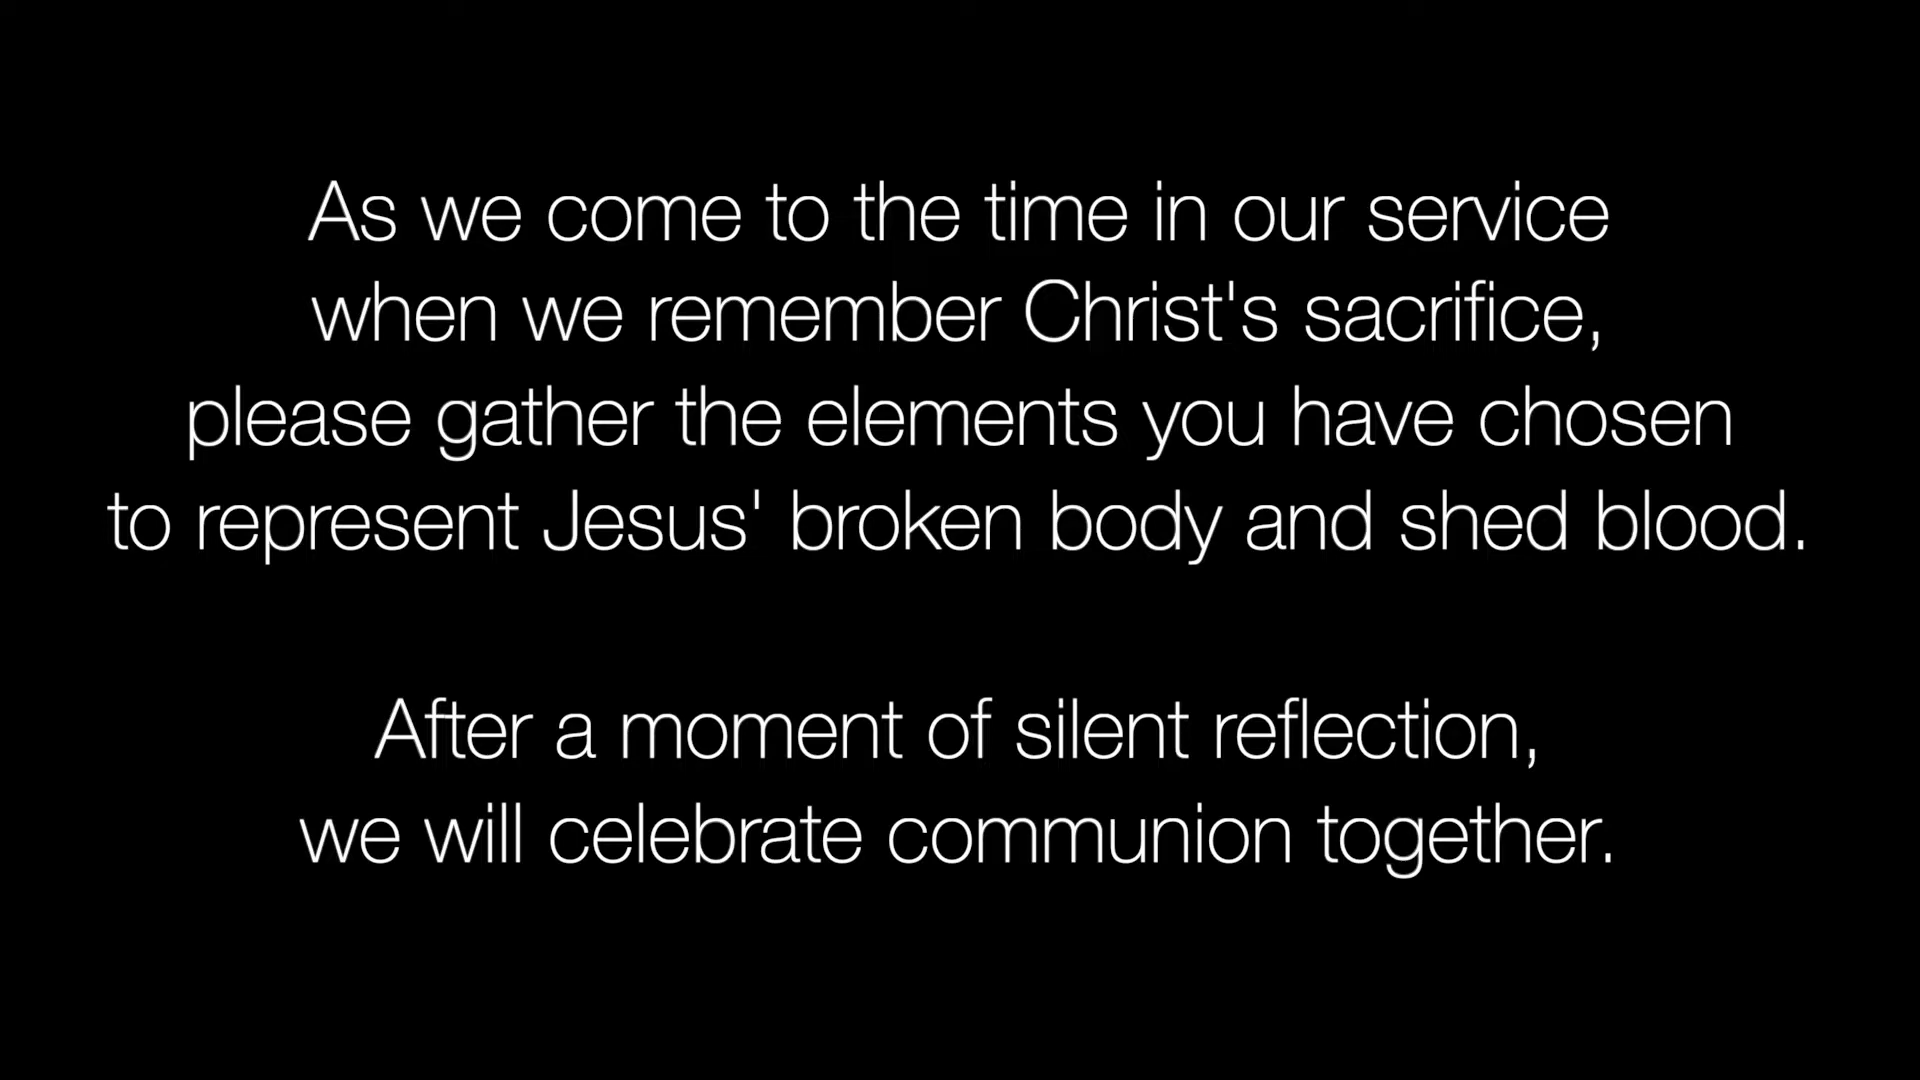 As we come to the time in our service
when we remember Christ's sacrifice,
please gather the elements you have chosen
to represent Jesus' broken body and shed blood.
After a moment of silent reflection,
we will celebrate communion together.